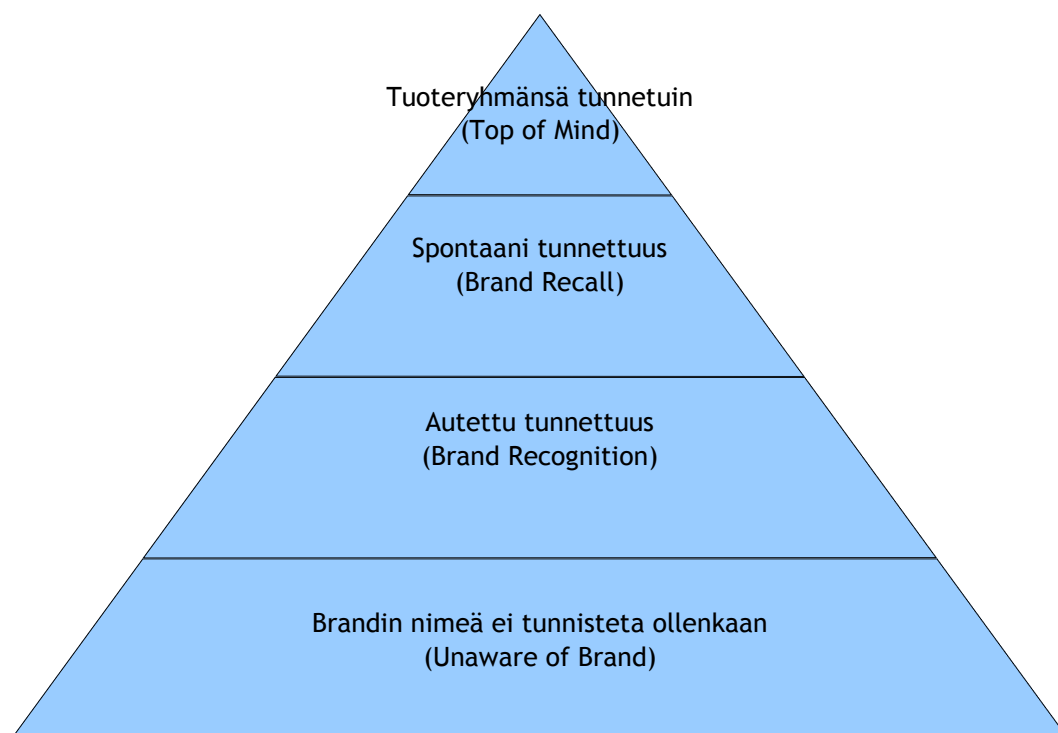 Tuoteryhmänsä tunnetuin
(Top of Mind)
Spontaani tunnettuus
(Brand Recall)
Autettu tunnettuus
(Brand Recognition)
Brandin nimeä ei tunnisteta ollenkaan
(Unaware of Brand)